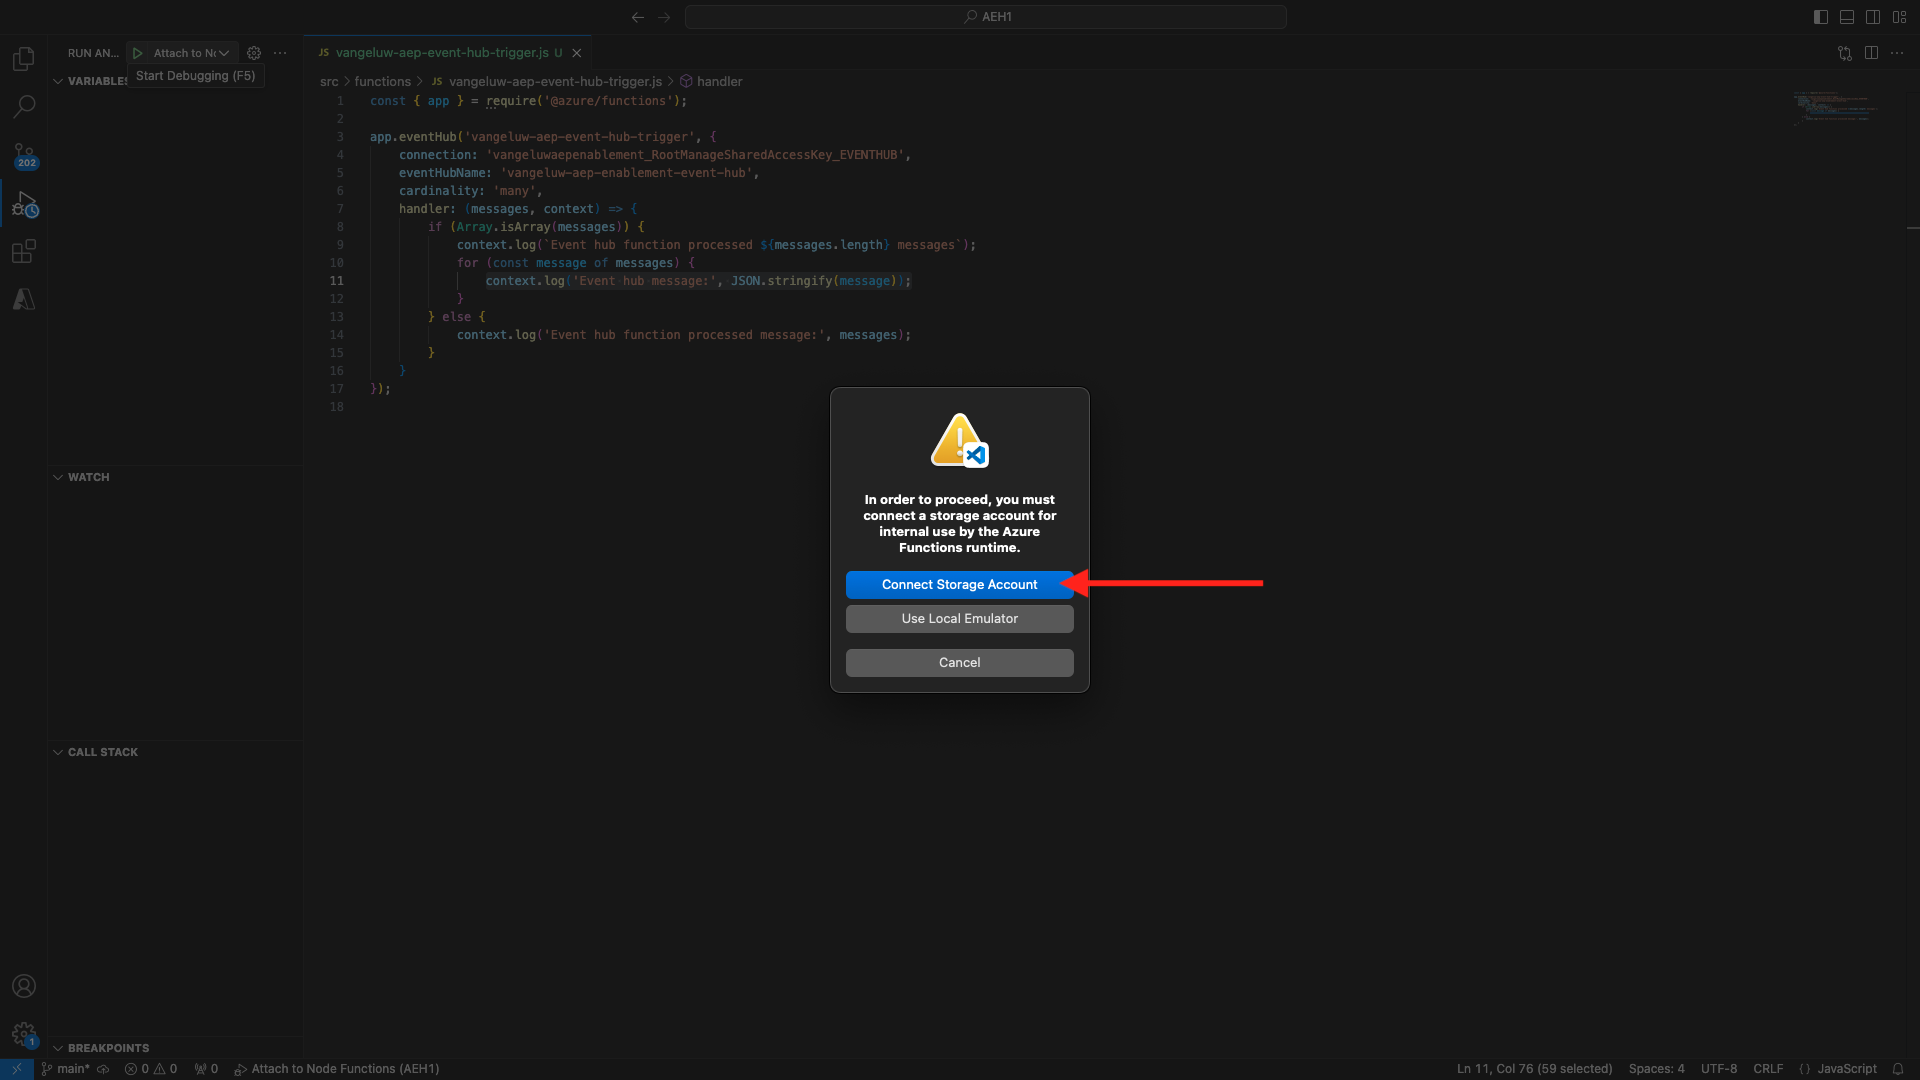 AEH1
RUN AN...
Attach to No
Start Debugging (F5)
VARIABLES
WATCH
CALL STACK
BREAKPOINTS
202
1
JS vangeluw-aep-event-hub-trigger.js U
src > functions > JS vangeluw-aep-event-hub-trigger.js > handler
1 const { app } = require('@azure/functions');
2
3 app.eventHub('vangeluw-aep-event-hub-trigger', {
4 connection: 'vangeluwaepenablement_RootManageSharedAccessKey_EVENTHUB',
5 eventHubName: 'vangeluw-aep-enablement-event-hub',
6 cardinality: 'many',
7 handler: (messages, context) => {
8 if (Array.isArray(messages)) {
9 context.log(`Event hub function processed ${messages.length} messages`);
10 for (const message of messages) {
11 context.log('Event hub message:', JSON.stringify(message));
12 }
13 } else {
14 context.log('Event hub function processed message:', messages);
15 }
16 }
17 });
18
In order to proceed, you must
connect a storage account for
internal use by the Azure
Functions runtime.
Connect Storage Account
Use Local Emulator
Cancel
main* 0 0 0 Attach to Node Functions (AEH1)
Ln 11, Col 76 (59 selected) Spaces: 4 UTF-8 CRLF {} JavaScript